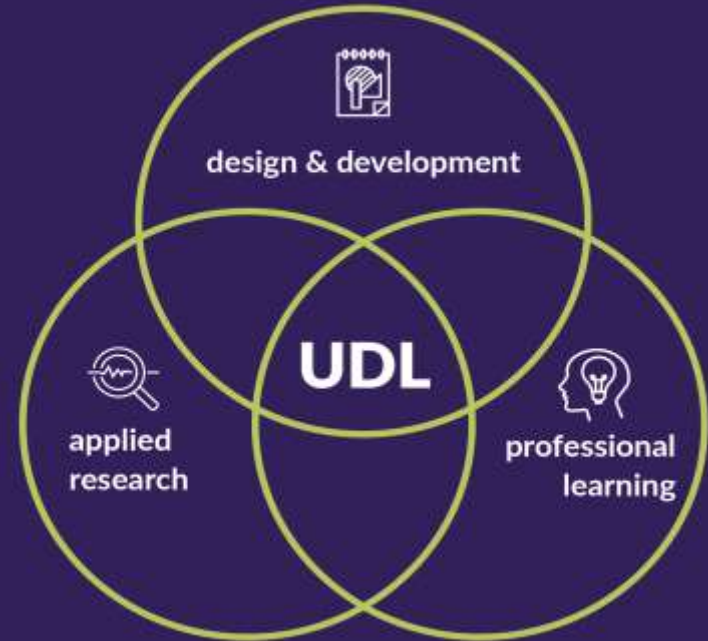 design & development
UDL
applied
research
professional
learning